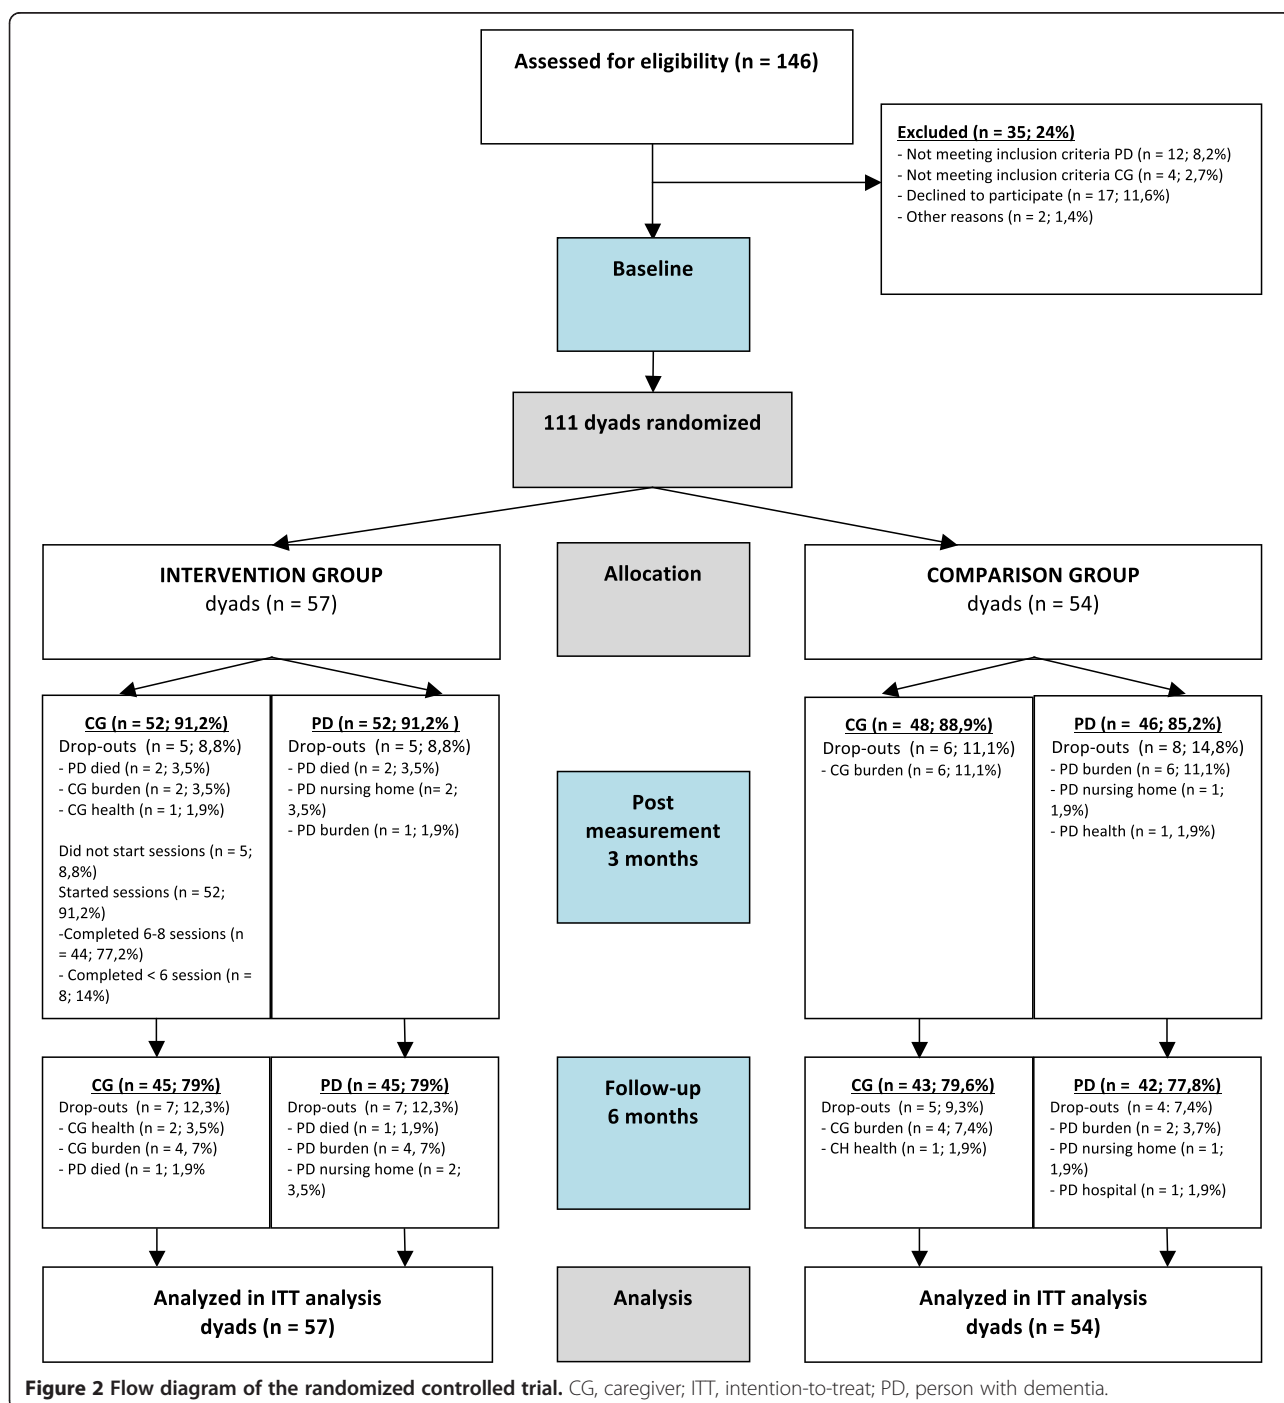 Assessed for eligibility (n = 146)
Excluded (n = 35; 24%)
- Not meeting inclusion criteria PD (n = 12; 8,2%)
- Not meeting inclusion criteria CG (n = 4; 2,7%)
- Declined to participate (n = 17; 11,6%)
- Other reasons (n = 2; 1,4%)
Baseline
111 dyads randomized
INTERVENTION GROUP
dyads (n = 57)
Allocation
COMPARISON GROUP
dyads (n = 54)
CG (n = 52; 91,2%)
Drop-outs (n = 5; 8,8%)
- PD died (n = 2; 3,5%)
- CG burden (n = 2; 3,5%)
- CG health (n = 1; 1,9%)
Did not start sessions (n = 5;
8,8%)
Started sessions (n = 52;
91,2%)
-Completed 6-8 sessions (n
= 44; 77,2%)
- Completed < 6 session (n =
8; 14%)
PD (n = 52; 91,2% )
Drop-outs (n = 5; 8,8%)
- PD died (n = 2; 3,5%)
- PD nursing home (n= 2;
3,5%)
- PD burden (n = 1; 1,9%)
Post
measurement
3 months
CG (n = 48; 88,9%)
Drop-outs (n = 6; 11,1%)
- CG burden (n = 6; 11,1%)
PD (n = 46; 85,2%)
Drop-outs (n = 8; 14,8%)
- PD burden (n = 6; 11,1%)
- PD nursing home (n = 1;
1,9%)
- PD health (n = 1, 1,9%)
CG (n = 45; 79%)
Drop-outs (n = 7; 12,3%)
- CG health (n = 2; 3,5%)
- CG burden (n = 4, 7%)
- PD died (n = 1; 1,9%
PD (n = 45; 79%)
Drop-outs (n = 7; 12,3%)
- PD died (n = 1; 1,9%)
- PD burden (n = 4, 7%)
- PD nursing home (n = 2;
3,5%)
Follow-up
6 months
CG (n = 43; 79,6%)
Drop-outs (n = 5; 9,3%)
- CG burden (n = 4; 7,4%)
- CH health (n = 1; 1,9%)
PD (n = 42; 77,8%)
Drop-outs (n = 4: 7,4%)
- PD burden (n = 2; 3,7%)
- PD nursing home (n = 1;
1,9%)
- PD hospital (n = 1; 1,9%)
Analyzed in ITT analysis
dyads (n = 57)
Analysis
Analyzed in ITT analysis
dyads (n = 54)
Figure 2 Flow diagram of the randomized controlled trial. CG, caregiver; ITT, intention-to-treat; PD, person with dementia.